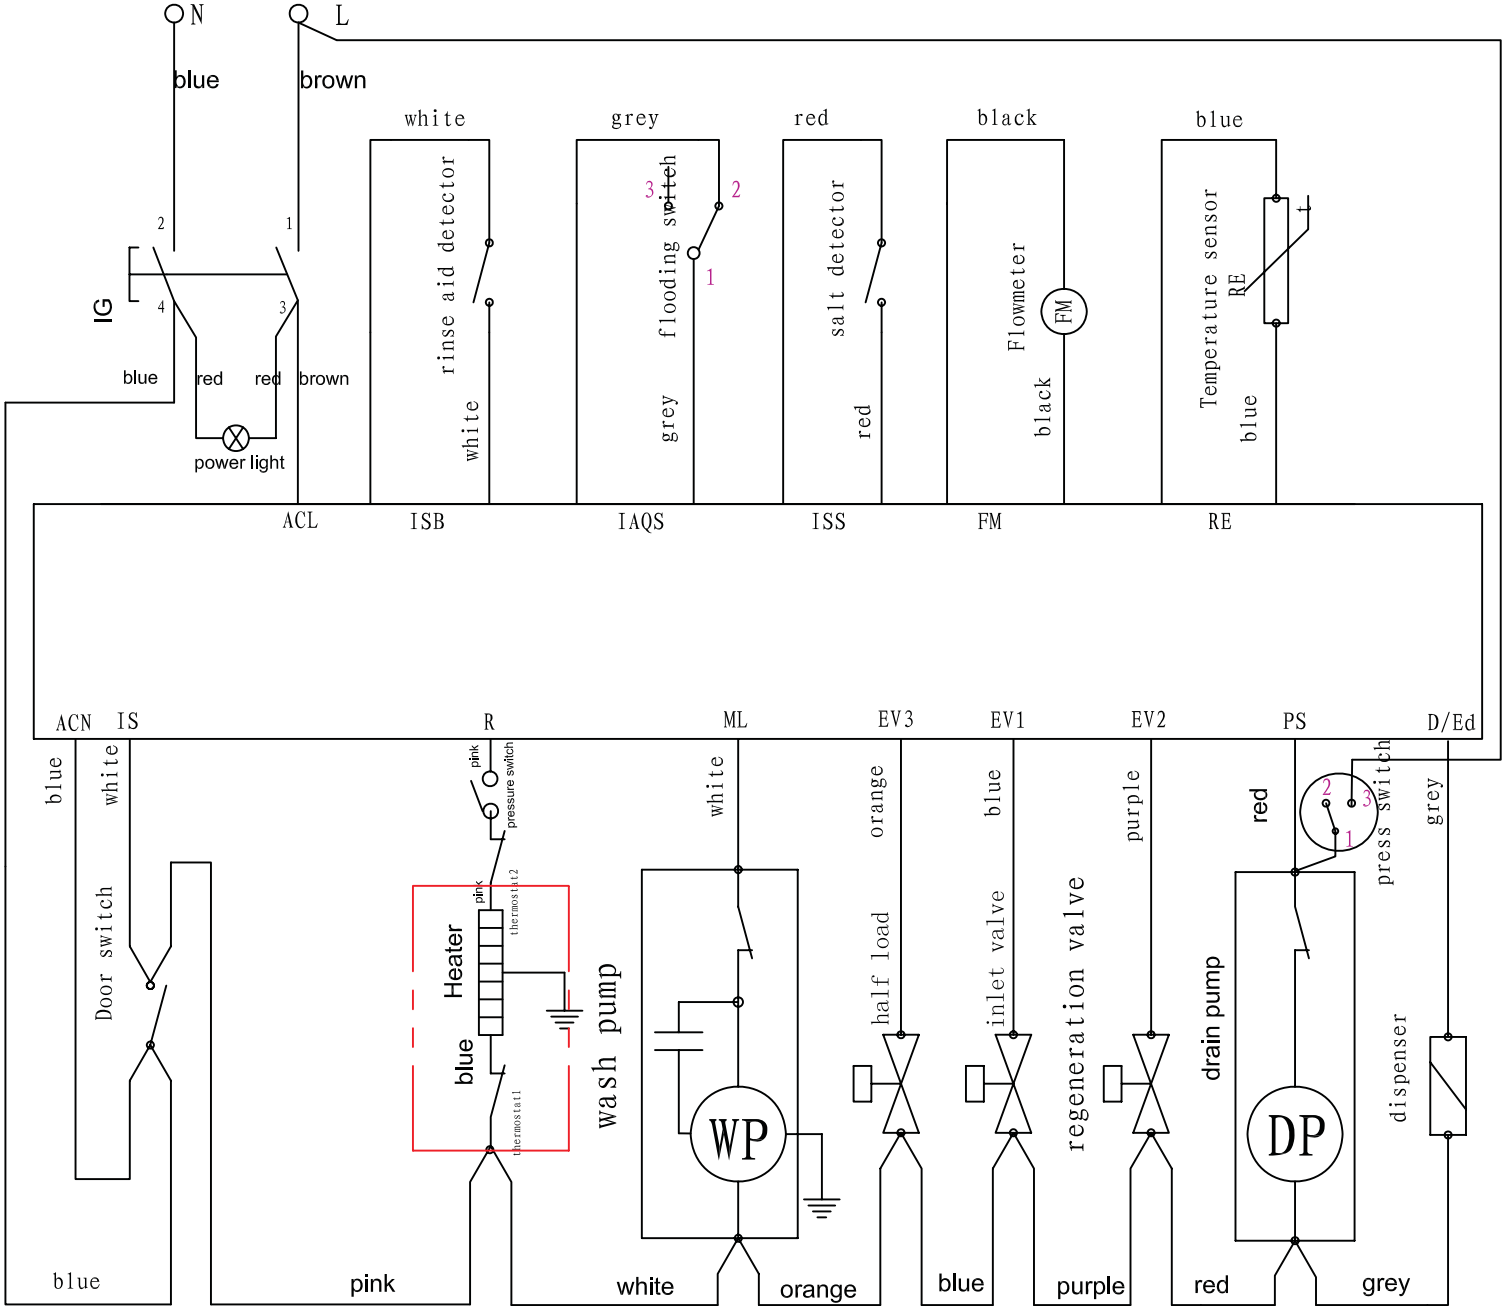 N
L
blue
brown
white
grey
red
black
blue
rinse aid detector
flooding switch
3
2
1
salt detector
Flowmeter
FM
Temperature sensor
RE
t
2
1
4
3
IG
blue
red
red
brown
power light
white
grey
red
black
blue
ACL
ISB
IAQS
ISS
FM
RE
ACN
IS
R
ML
EV3
EV1
EV2
PS
D/Ed
blue
white
pink
pressure switch
white
orange
blue
purple
red
2
3
1
press switch
grey
Door switch
pink
thermostat2
Heater
blue
thermostat1
wash pump
WP
half load
inlet valve
regeneration valve
drain pump
DP
dispenser
blue
pink
white
orange
blue
purple
red
grey